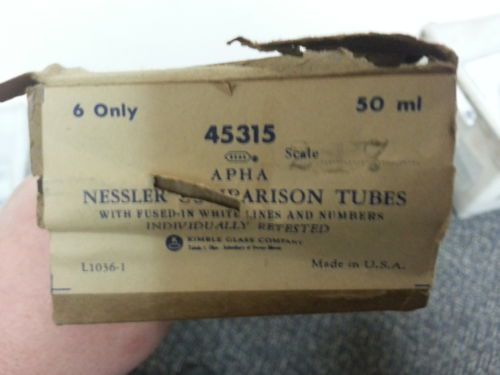 6 Only 50 ml
45315
Scale
APHA
NESSLER COMPARISON TUBES
WITH FUSED-IN WHITE LINES AND NUMBERS
INDIVIDUALLY RETESTED
KIMBLE GLASS COMPANY
L1036-1 Made in U.S.A.